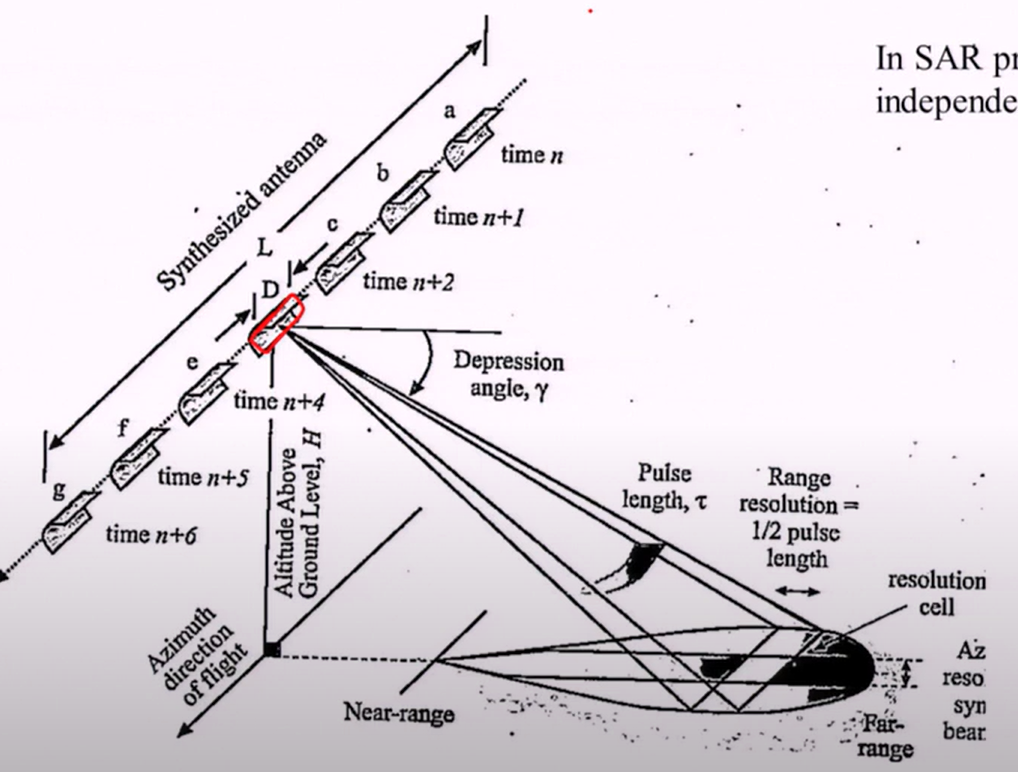 In SAR pr
independe
a
time n
b
time n+1
c
time n+2
Synthesized antenna
L
D
e
time n+4
f
time n+5
g
time n+6
Depression
angle, γ
Altitude Above
Ground Level, H
Pulse
length, τ
Range
resolution =
1/2 pulse
length
resolution
cell
Azimuth
direction
of flight
Near-range
Far-
range
Az
reso
syn
bear